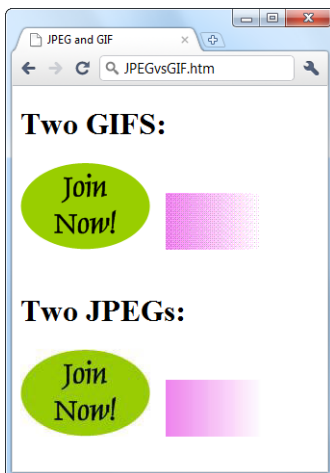 JPEG and GIF
JPEGvsGIF.htm
Two GIFS:
Join
Now!
Two JPEGs:
Join
Now!